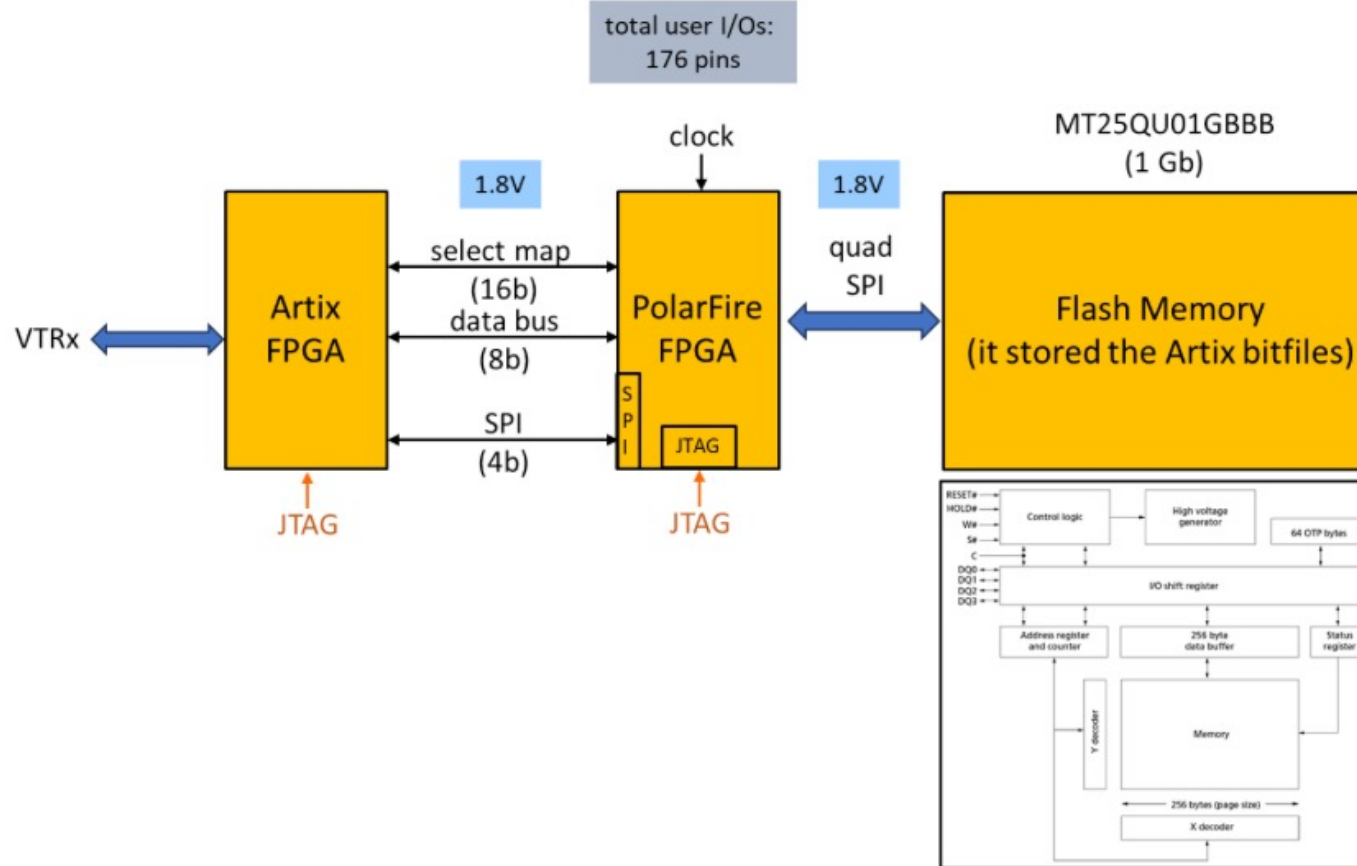 total user I/Os:
176 pins
MT25QU01GBBB
(1 Gb)
clock
1.8V
1.8V
select map
(16b)
data bus
(8b)
SPI
(4b)
quad
SPI
VTRx
Artix
FPGA
PolarFire
FPGA
SPI
JTAG
Flash Memory
(it stored the Artix bitfiles)
JTAG
JTAG
RESET#
HOLD#
W#
S#
C
DQ0
DQ1
DQ2
DQ3
Control logic
High voltage
generator
64 OTP bytes
I/O shift register
Address register
and counter
256 byte
data buffer
Status
register
Y decoder
Memory
256 bytes (page size)
X decoder